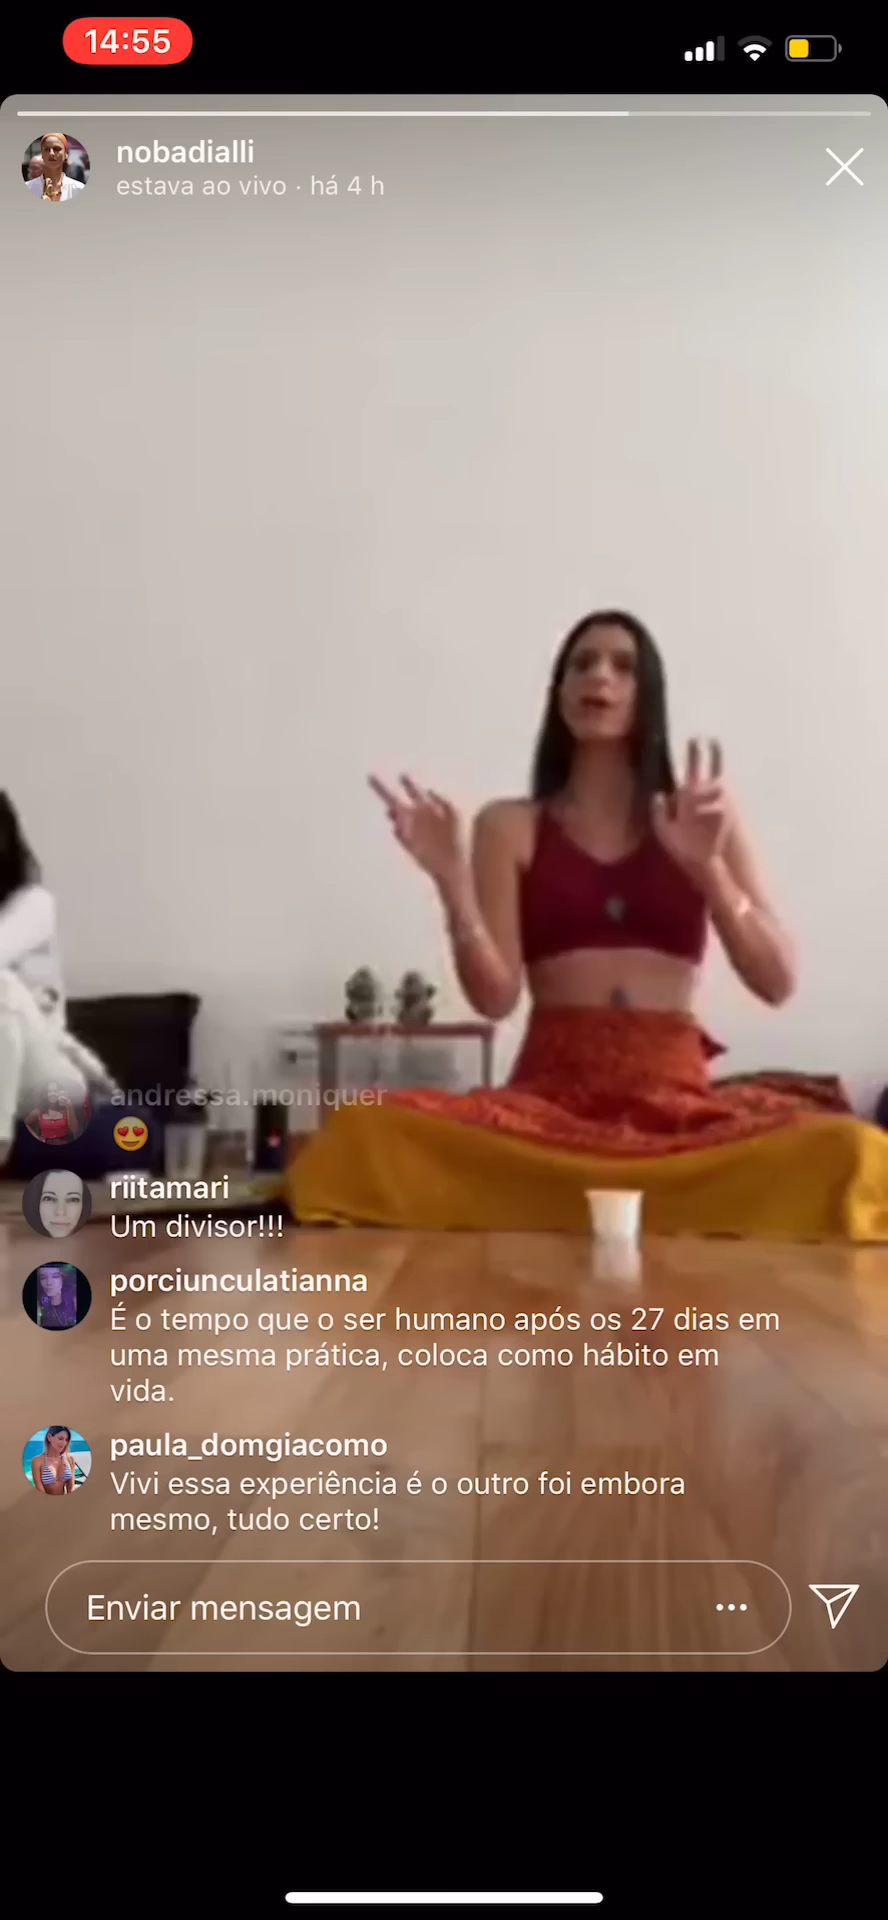 14:55
nobadialli
estava ao vivo · há 4 h
andressa.moniquer
😍
riitamari
Um divisor!!!
porciunculatianna
É o tempo que o ser humano após os 27 dias em
uma mesma prática, coloca como hábito em
vida.
paula_domgiacomo
Vivi essa experiência é o outro foi embora
mesmo, tudo certo!
Enviar mensagem